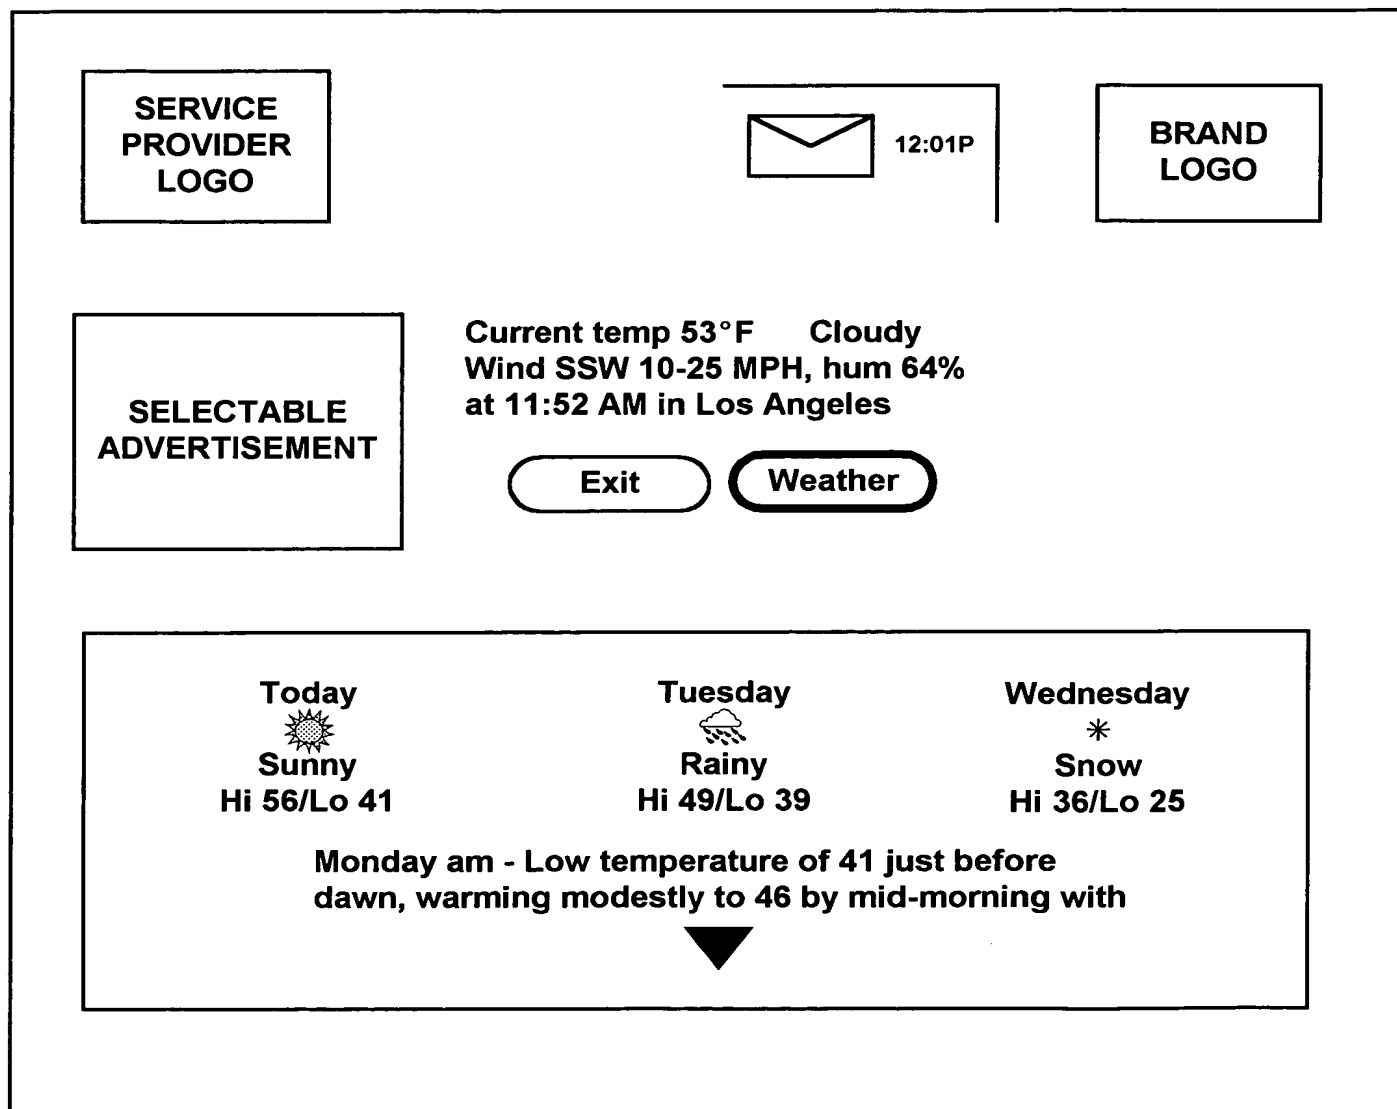 SERVICE
PROVIDER
LOGO
12:01P
BRAND
LOGO
SELECTABLE
ADVERTISEMENT
Current temp 53°F Cloudy
Wind SSW 10-25 MPH, hum 64%
at 11:52 AM in Los Angeles
Exit
Weather
Today
Sunny
Hi 56/Lo 41
Tuesday
Rainy
Hi 49/Lo 39
Wednesday
Snow
Hi 36/Lo 25
Monday am - Low temperature of 41 just before
dawn, warming modestly to 46 by mid-morning with